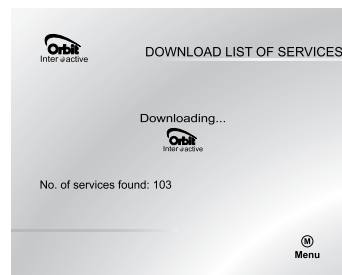 Orbit
Inter active
DOWNLOAD LIST OF SERVICES
Downloading...
Orbit
Inter active
No. of services found: 103
M
Menu